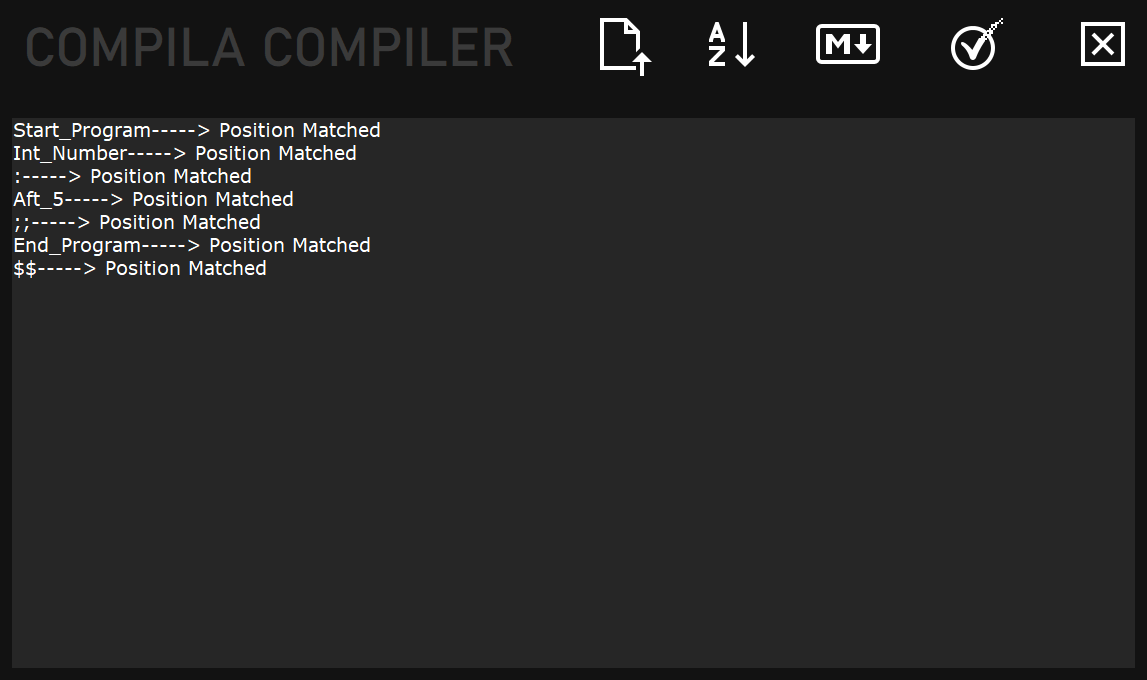 COMPILA COMPILER
A
Z
M
Start_Program-----> Position Matched
Int_Number-----> Position Matched
:-----> Position Matched
Aft_5-----> Position Matched
;;-----> Position Matched
End_Program-----> Position Matched
$$-----> Position Matched